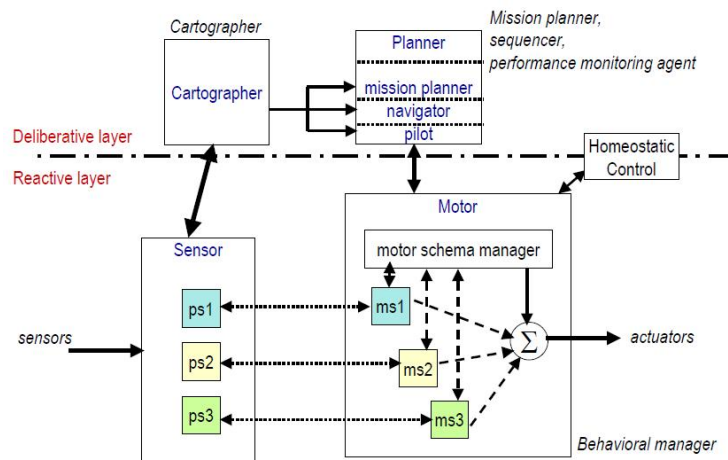 Cartographer
Mission planner,
sequencer,
performance monitoring agent
Planner
Cartographer
mission planner
navigator
pilot
Deliberative layer
Homeostatic
Control
Reactive layer
Motor
Sensor
motor schema manager
ps1
ms1
sensors
ps2
ms2
Σ
actuators
ps3
ms3
Behavioral manager